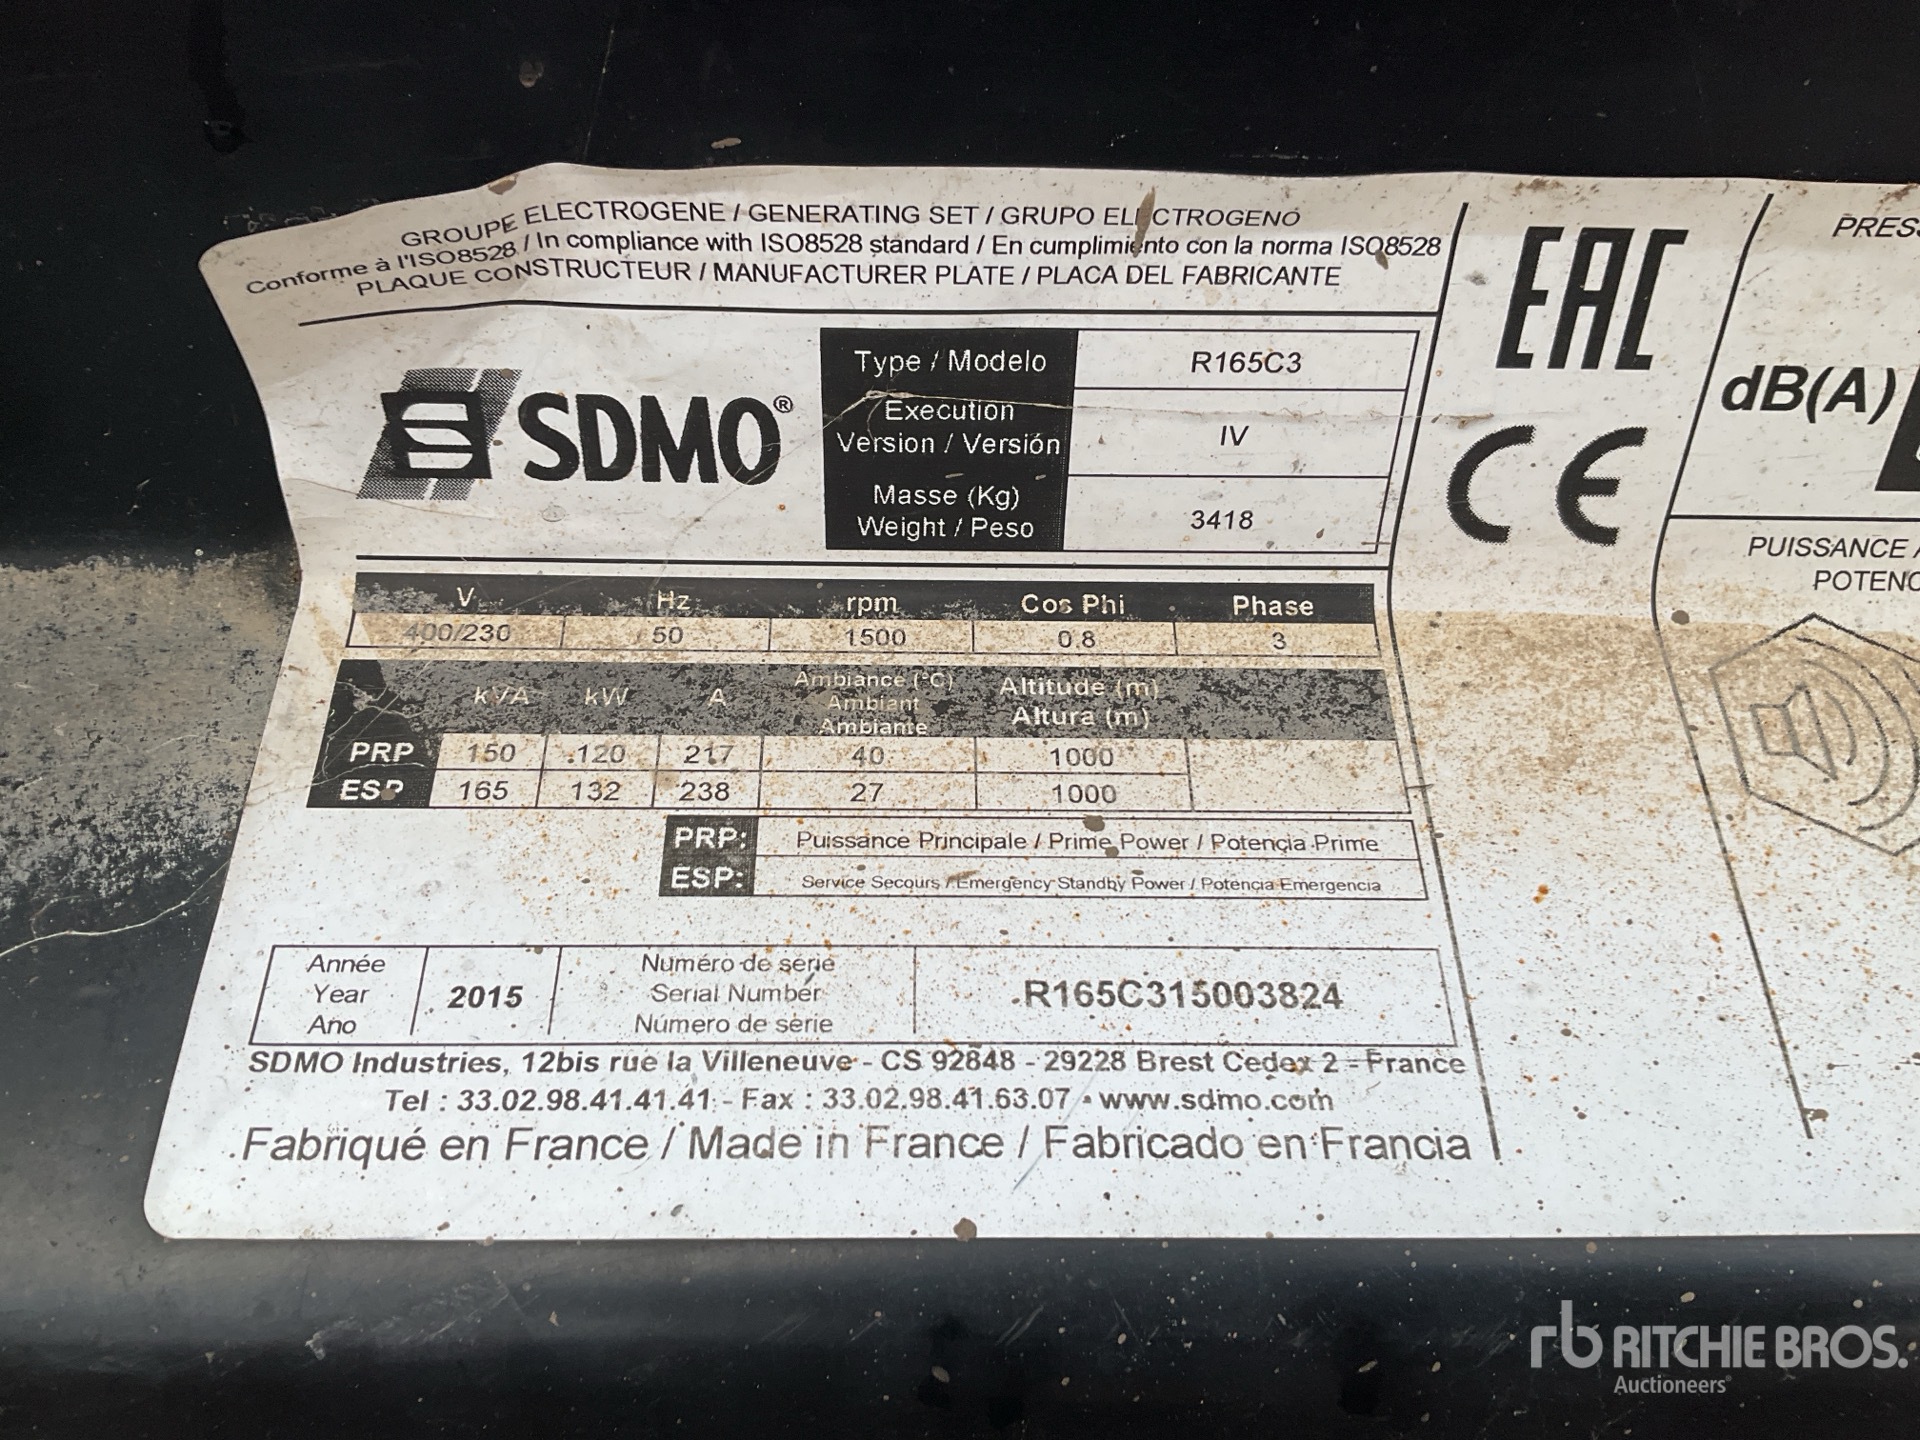 GROUPE ELECTROGENE / GENERATING SET / GRUPO ELECTROGENO
Conforme à l'ISO8528 / In compliance with ISO8528 standard / En cumplimiento con la norma ISO8528
PLAQUE CONSTRUCTEUR / MANUFACTURER PLATE / PLACA DEL FABRICANTE
SDMO®
Type / Modelo R165C3
Execution
Version / Versión IV
Masse (Kg)
Weight / Peso 3418
EAC
CE
V Hz rpm Cos Phi Phase
400/230 50 1500 0.8 3
kVA kW A Ambiance (°C) Altitude (m)
Ambiant Altura (m)
Ambiante
PRP 150 120 217 40 1000
ESP 165 132 238 27 1000
PRP: Puissance Principale / Prime Power / Potencia Prime
ESP: Service Secours / Emergency Standby Power / Potencia Emergencia
Année
Year
Ano
2015
Numéro de série
Serial Number
Número de serie
R165C315003824
SDMO Industries, 12bis rue la Villeneuve - CS 92848 - 29228 Brest Cedex 2 - France
Tel : 33.02.98.41.41.41 - Fax : 33.02.98.41.63.07 - www.sdmo.com
Fabriqué en France / Made in France / Fabricado en Francia
dB(A)
PUISSANCE
rb RITCHIE BROS.
Auctioneers